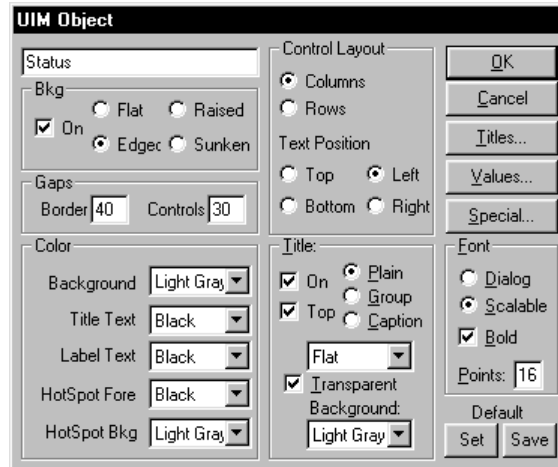 UIM Object
Status
Bkg
On
Flat
Raised
Edgec
Sunken
Gaps
Border 40
Controls 30
Control Layout
Columns
Rows
Text Position
Top
Left
Bottom
Right
OK
Cancel
Titles...
Values...
Special...
Color
Background Light Gray
Title Text Black
Label Text Black
HotSpot Fore Black
HotSpot Bkg Light Gray
Title:
On
Top
Plain
Group
Caption
Flat
Transparent
Background:
Light Gray
Font
Dialog
Scalable
Bold
Points: 16
Default
Set
Save